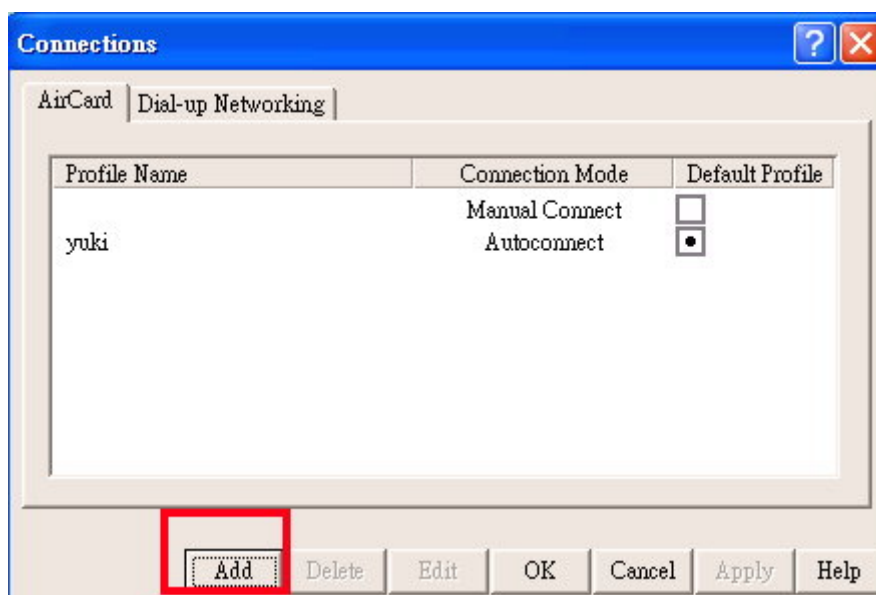 Connections
AirCard Dial-up Networking
Profile Name Connection Mode Default Profile
Manual Connect
yuki Autoconnect
Add Delete Edit OK Cancel Apply Help